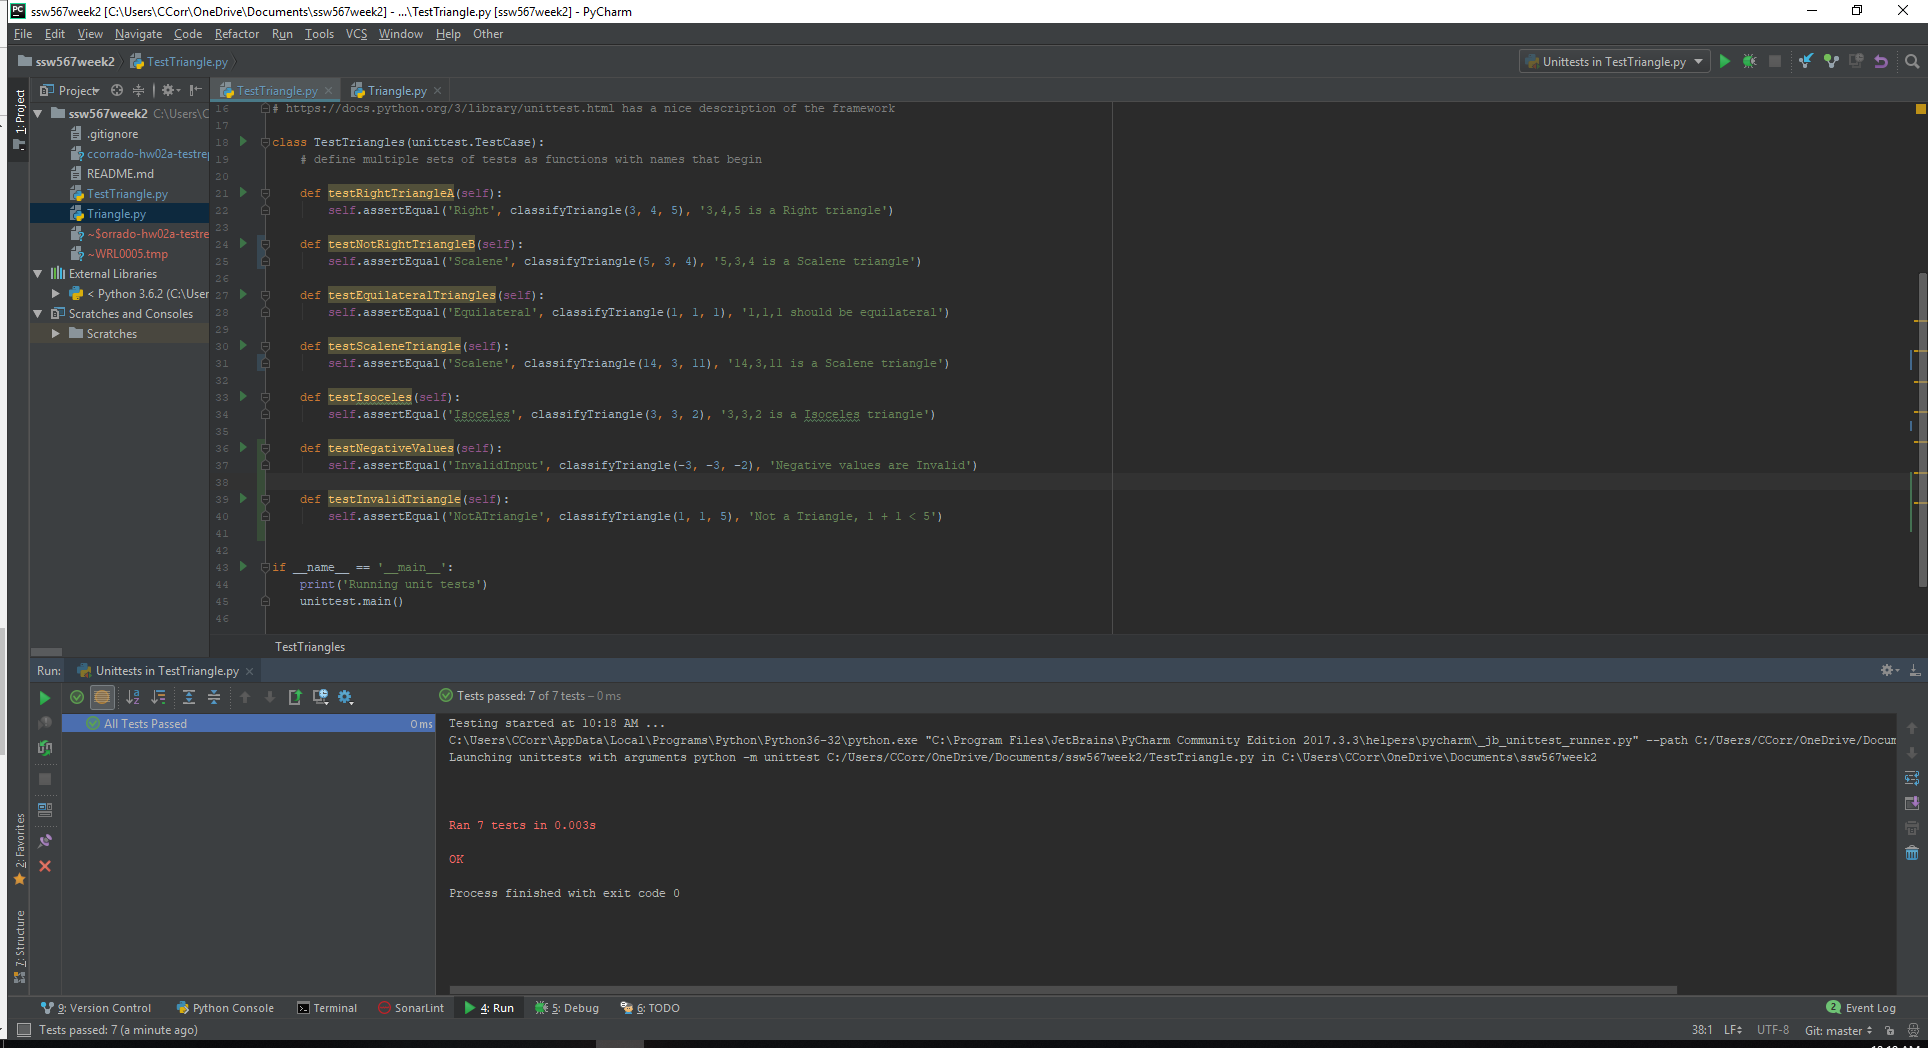 ssw567week2 [C:\Users\CCorr\OneDrive\Documents\ssw567week2] - ...\TestTriangle.py [ssw567week2] - PyCharm
File Edit View Navigate Code Refactor Run Tools VCS Window Help Other
ssw567week2 TestTriangle.py
Unittests in TestTriangle.py
1: Project
Project
TestTriangle.py
Triangle.py
ssw567week2 C:\Users\C
.gitignore
ccorrado-hw02a-testrep
README.md
TestTriangle.py
Triangle.py
~$orrado-hw02a-testre
~WRL0005.tmp
External Libraries
< Python 3.6.2 (C:\User
Scratches and Consoles
Scratches
16 # https://docs.python.org/3/library/unittest.html has a nice description of the framework
17
18 class TestTriangles(unittest.TestCase):
19 # define multiple sets of tests as functions with names that begin
20
21 def testRightTriangleA(self):
22 self.assertEqual('Right', classifyTriangle(3, 4, 5), '3,4,5 is a Right triangle')
23
24 def testNotRightTriangleB(self):
25 self.assertEqual('Scalene', classifyTriangle(5, 3, 4), '5,3,4 is a Scalene triangle')
26
27 def testEquilateralTriangles(self):
28 self.assertEqual('Equilateral', classifyTriangle(1, 1, 1), '1,1,1 should be equilateral')
29
30 def testScaleneTriangle(self):
31 self.assertEqual('Scalene', classifyTriangle(14, 3, 11), '14,3,11 is a Scalene triangle')
32
33 def testIsoceles(self):
34 self.assertEqual('Isoceles', classifyTriangle(3, 3, 2), '3,3,2 is a Isoceles triangle')
35
36 def testNegativeValues(self):
37 self.assertEqual('InvalidInput', classifyTriangle(-3, -3, -2), 'Negative values are Invalid')
38
39 def testInvalidTriangle(self):
40 self.assertEqual('NotATriangle', classifyTriangle(1, 1, 5), 'Not a Triangle, 1 + 1 < 5')
41
42
43 if __name__ == '__main__':
44 print('Running unit tests')
45 unittest.main()
46
TestTriangles
Run: Unittests in TestTriangle.py
Tests passed: 7 of 7 tests – 0 ms
All Tests Passed 0 ms
Testing started at 10:18 AM ...
C:\Users\CCorr\AppData\Local\Programs\Python\Python36-32\python.exe "C:\Program Files\JetBrains\PyCharm Community Edition 2017.3.3\helpers\pycharm\_jb_unittest_runner.py" --path C:/Users/CCorr/OneDrive/Docum
Launching unittests with arguments python -m unittest C:/Users/CCorr/OneDrive/Documents/ssw567week2/TestTriangle.py in C:\Users\CCorr\OneDrive\Documents\ssw567week2
Ran 7 tests in 0.003s
OK
Process finished with exit code 0
2: Favorites
7: Structure
9: Version Control Python Console Terminal SonarLint 4: Run 5: Debug 6: TODO
2 Event Log
Tests passed: 7 (a minute ago)
38:1 LF UTF-8 Git: master